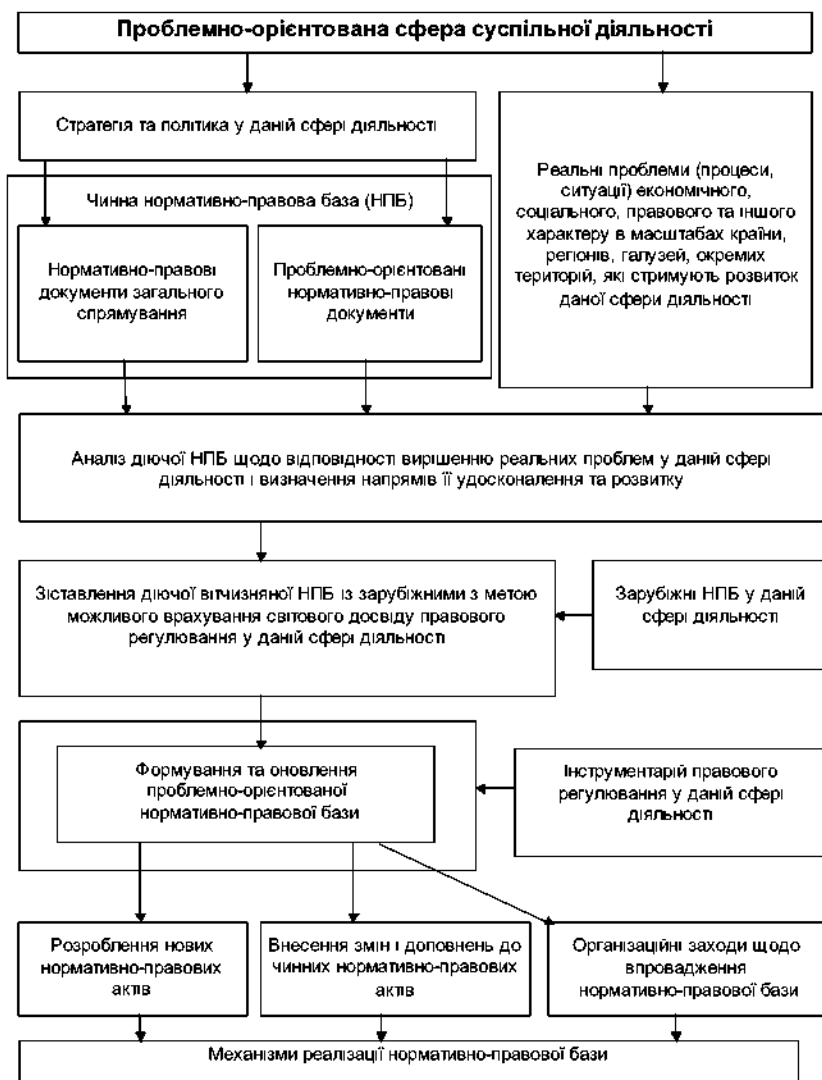 Проблемно-орієнтована сфера суспільної діяльності
Стратегія та політика у даній сфері діяльності
Чинна нормативно-правова база (НПБ)
Нормативно-правові
документи загального
спрямування
Проблемно-орієнтовані
нормативно-правові
документи
Реальні проблеми (процеси,
ситуації) економічного,
соціального, правового та іншого
характеру в масштабах країни,
регіонів, галузей, окремих
територій, які стримують розвиток
даної сфери діяльності
Аналіз діючої НПБ щодо відповідності вирішенню реальних проблем у даній сфері
діяльності і визначення напрямів її удосконалення та розвитку
Зіставлення діючої вітчизняної НПБ із зарубіжними з метою
можливого врахування світового досвіду правового
регулювання у даній сфері діяльності
Зарубіжні НПБ у даній
сфері діяльності
Формування та оновлення
проблемно-орієнтованої
нормативно-правової бази
Інструментарій правового
регулювання у даній сфері
діяльності
Розроблення нових
нормативно-правових
актів
Внесення змін і доповнень до
чинних нормативно-правових
актів
Організаційні заходи щодо
впровадження
нормативно-правової бази
Механізми реалізації нормативно-правової бази